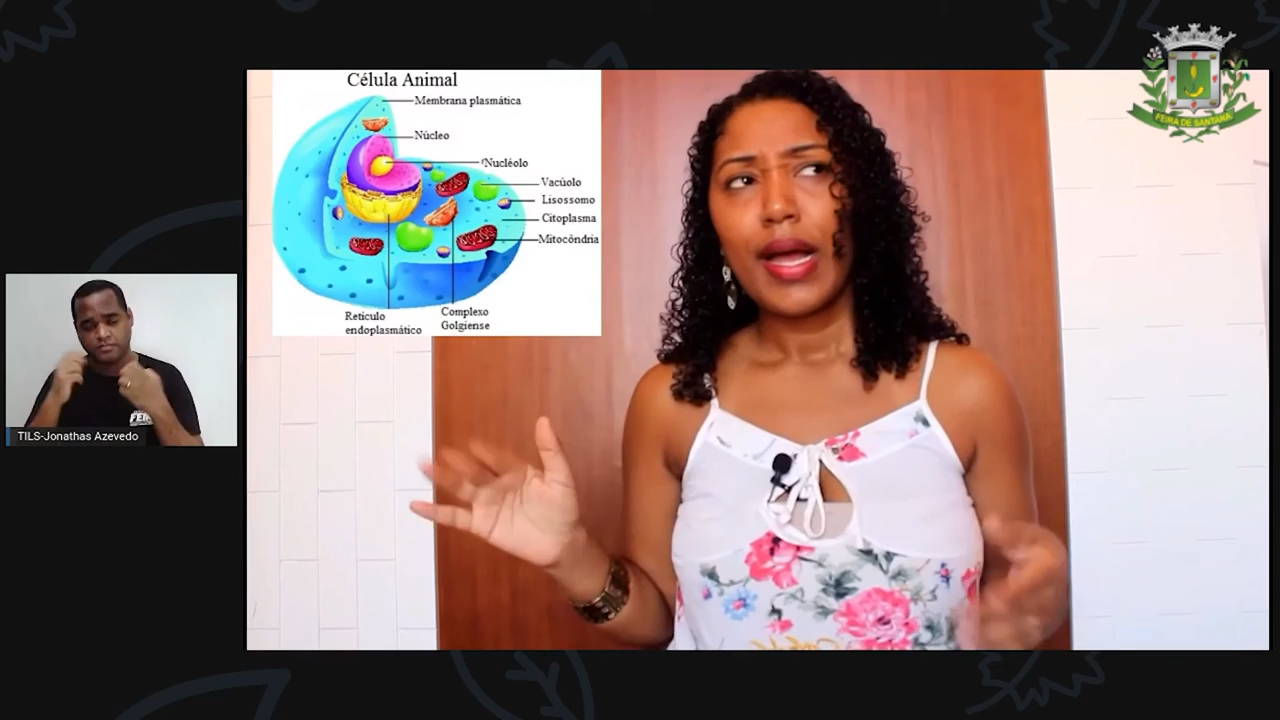 Célula Animal
Membrana plasmática
Núcleo
Nucléolo
Vacúolo
Lisossomo
Citoplasma
Mitocôndria
Retículo
endoplasmático
Complexo
Golgiense
FEIRA DE SANTANA
TILS-Jonathas Azevedo